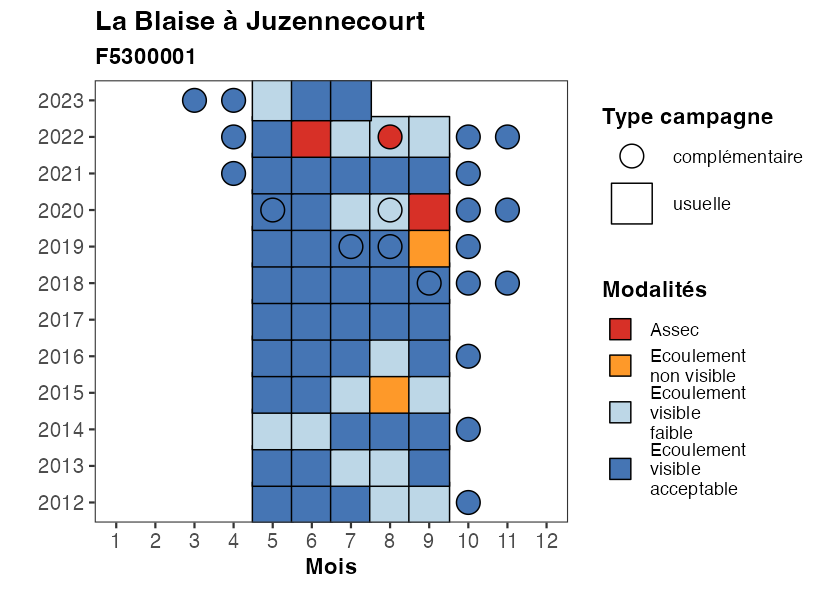 La Blaise à Juzennecourt
F5300001
2023
2022
2021
2020
2019
2018
2017
2016
2015
2014
2013
2012
1 2 3 4 5 6 7 8 9 10 11 12
Mois
Type campagne
complémentaire
usuelle
Modalités
Assec
Ecoulement
non visible
Ecoulement
visible
faible
Ecoulement
visible
acceptable